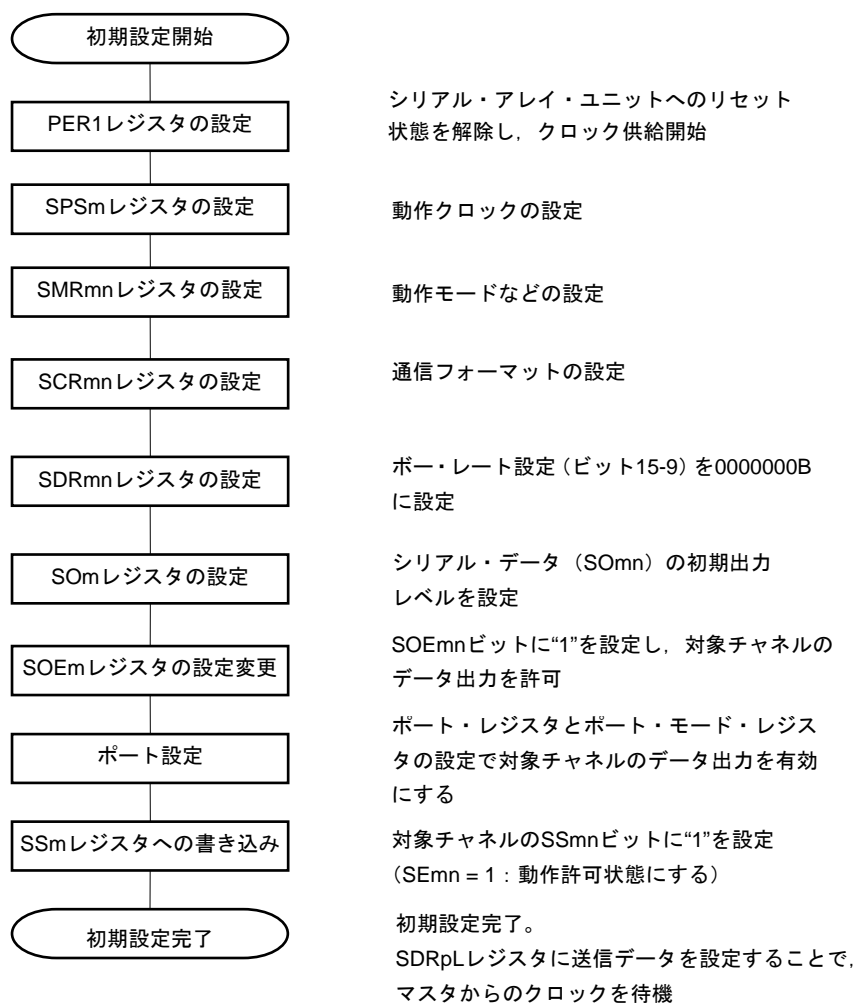 初期設定開始
PER1レジスタの設定
シリアル・アレイ・ユニットへのリセット
状態を解除し，クロック供給開始
SPSmレジスタの設定
動作クロックの設定
SMRmnレジスタの設定
動作モードなどの設定
SCRmnレジスタの設定
通信フォーマットの設定
SDRmnレジスタの設定
ボー・レート設定（ビット15-9）を0000000B
に設定
SOmレジスタの設定
シリアル・データ（SOmn）の初期出力
レベルを設定
SOEmレジスタの設定変更
SOEmnビットに“1”を設定し，対象チャネルの
データ出力を許可
ポート設定
ポート・レジスタとポート・モード・レジス
タの設定で対象チャネルのデータ出力を有効
にする
SSmレジスタへの書き込み
対象チャネルのSSmnビットに“1”を設定
（SEmn = 1：動作許可状態にする）
初期設定完了
初期設定完了。
SDRpLレジスタに送信データを設定することで，
マスタからのクロックを待機